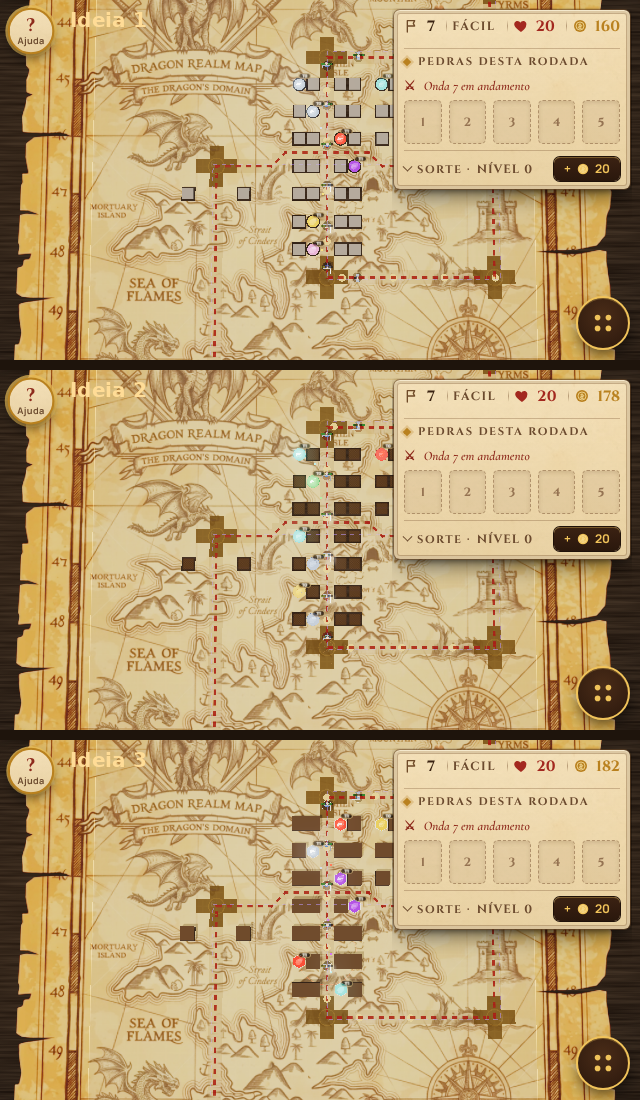 Ideia 1
?
Ajuda
7 FÁCIL 20 160
PEDRAS DESTA RODADA
Onda 7 em andamento
1 2 3 4 5
SORTE · NÍVEL 0 + 20
DRAGON REALM MAP
THE DRAGON'S DOMAIN
45
46
47
48
49
MORTUARY
ISLAND
Strait
of Cinders
SEA OF
FLAMES
Ideia 2
?
Ajuda
7 FÁCIL 20 178
PEDRAS DESTA RODADA
Onda 7 em andamento
1 2 3 4 5
SORTE · NÍVEL 0 + 20
DRAGON REALM MAP
THE DRAGON'S DOMAIN
45
46
47
48
49
MORTUARY
ISLAND
Strait
of Cinders
SEA OF
FLAMES
Ideia 3
?
Ajuda
7 FÁCIL 20 182
PEDRAS DESTA RODADA
Onda 7 em andamento
1 2 3 4 5
SORTE · NÍVEL 0 + 20
44
DRAGON REALM MAP
THE DRAGON'S DOMAIN
45
46
47
48
49
MORTUARY
ISLAND
Strait
of Cinders
SEA OF
FLAMES